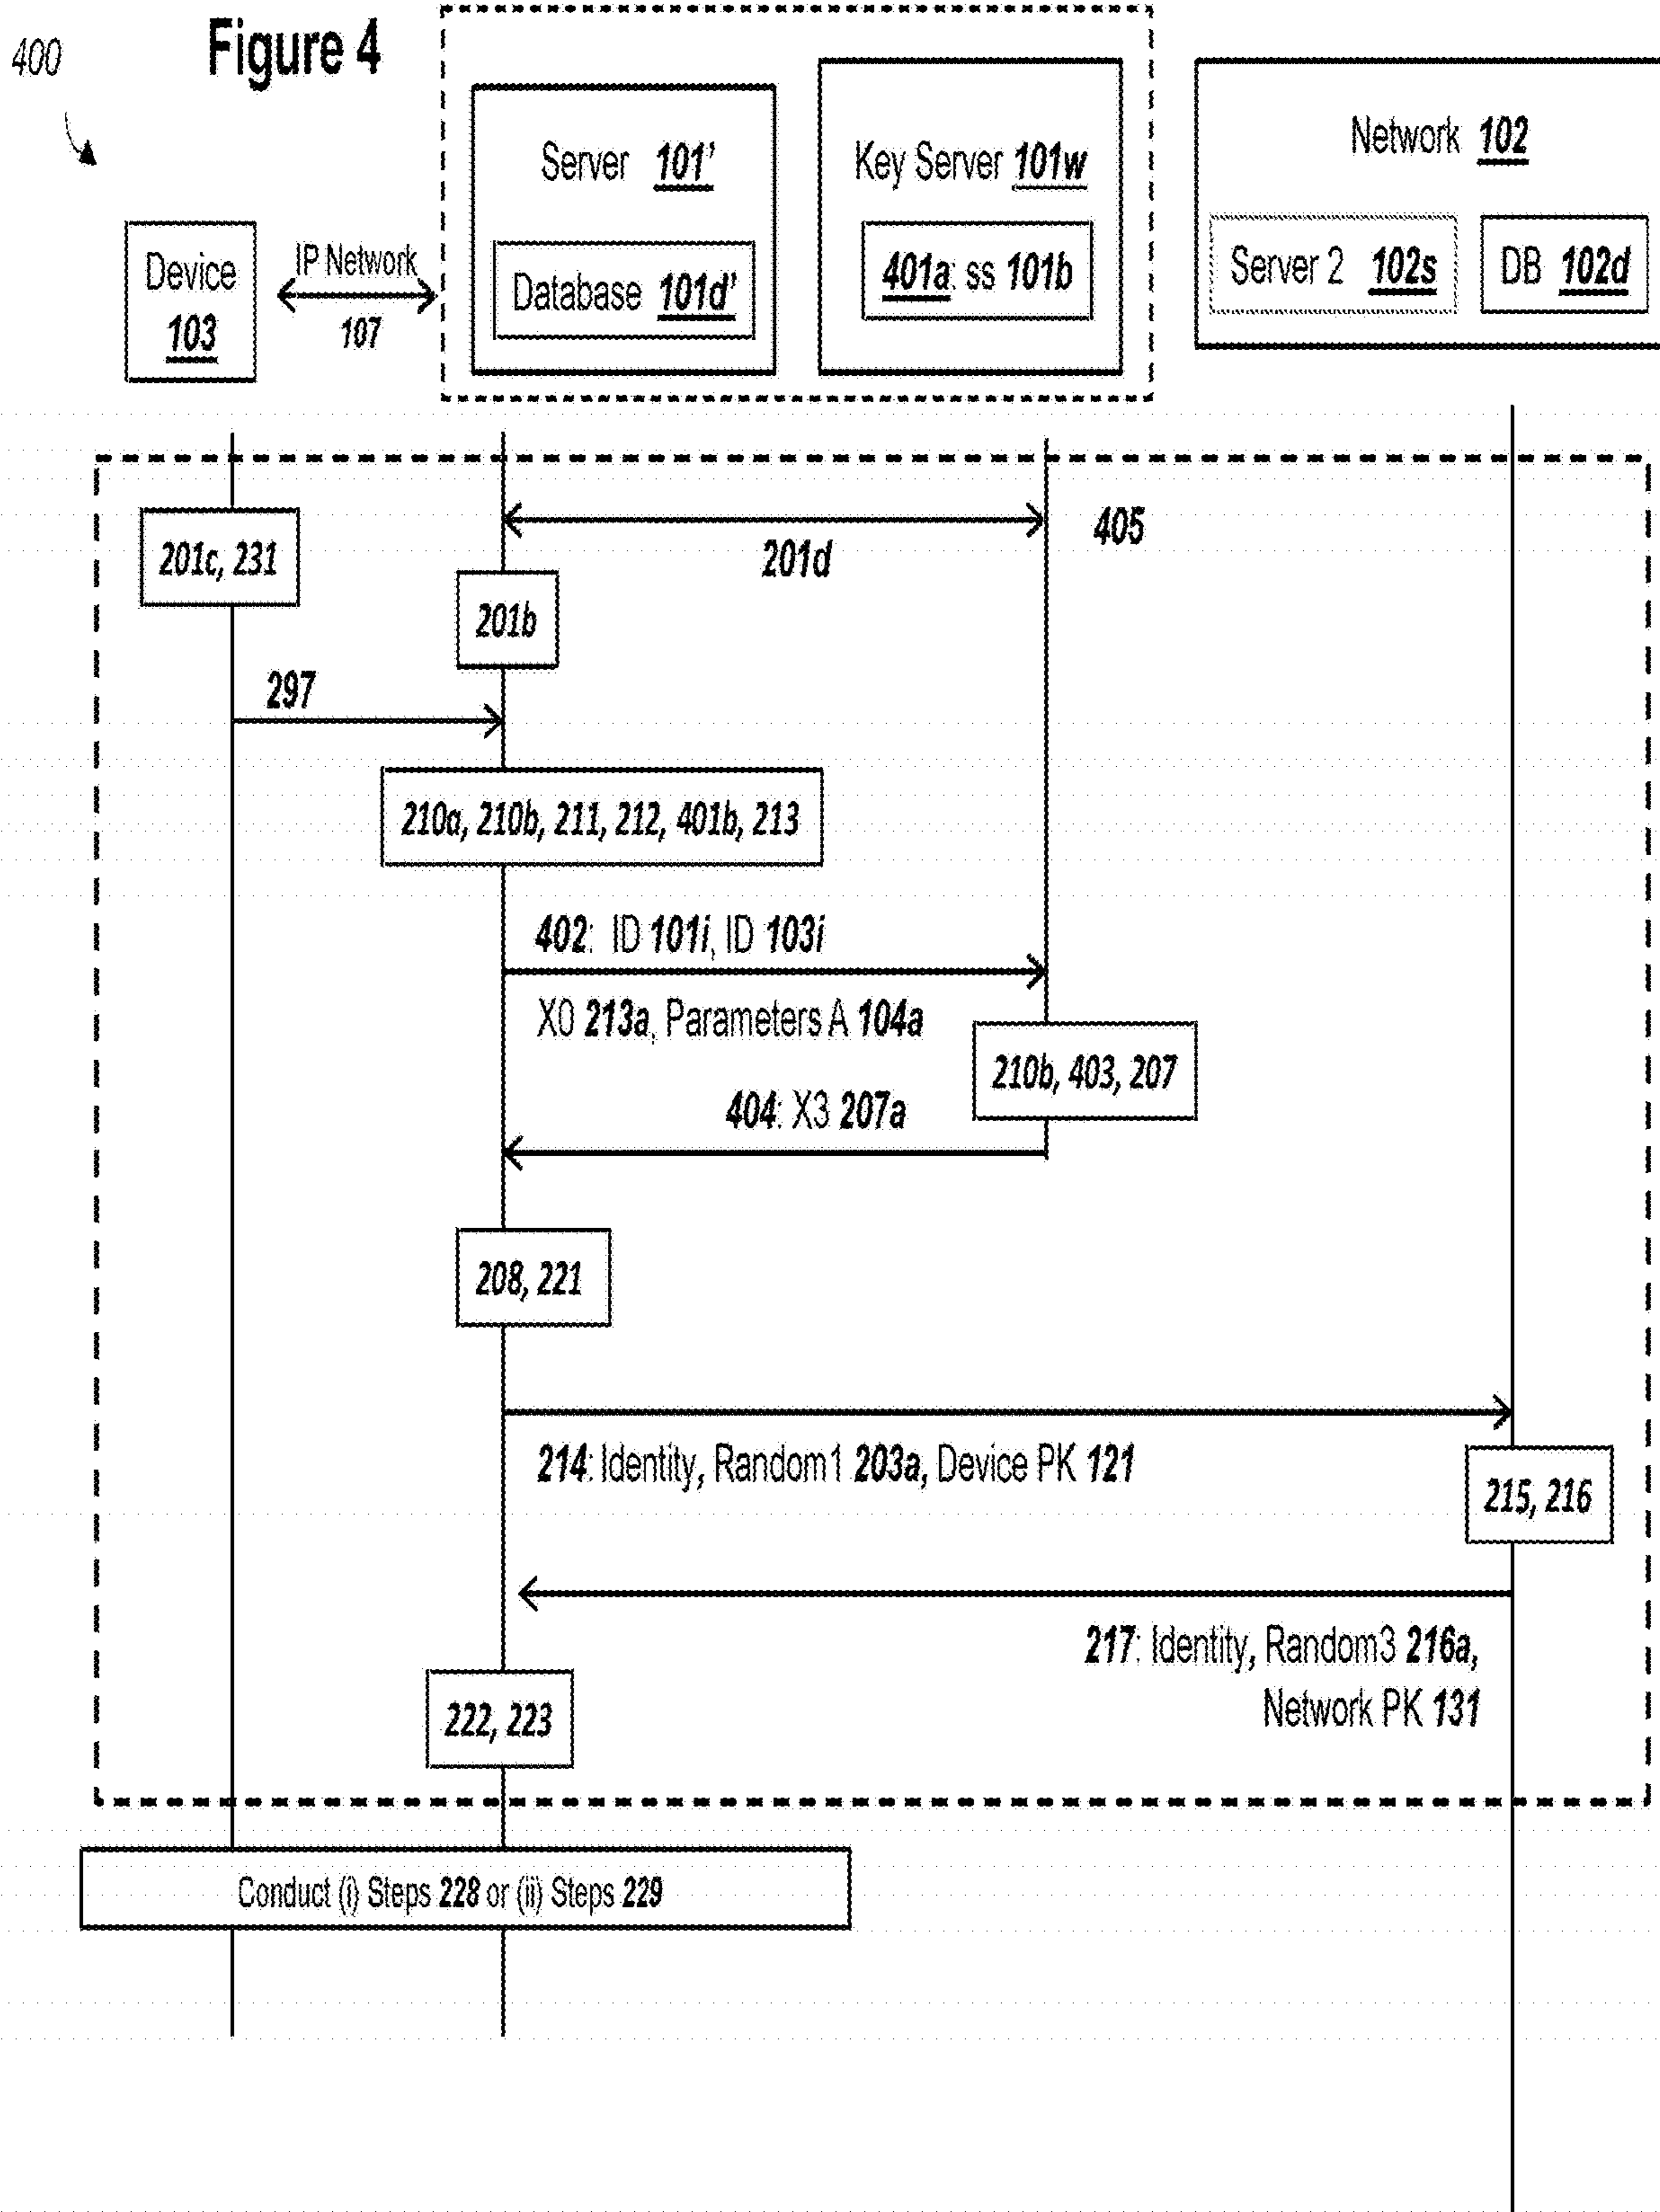 400
Figure 4
Device
103
IP Network
107
Server 101'
Database 101d'
Key Server 101w
401a: ss 101b
Network 102
Server 2 102s
DB 102d
201c, 231
201d
405
201b
297
210a, 210b, 211, 212, 401b, 213
402: ID 101i, ID 103i
X0 213a, Parameters A 104a
210b, 403, 207
404: X3 207a
208, 221
214: Identity, Random1 203a, Device PK 121
215, 216
217: Identity, Random3 216a,
Network PK 131
222, 223
Conduct (i) Steps 228 or (ii) Steps 229